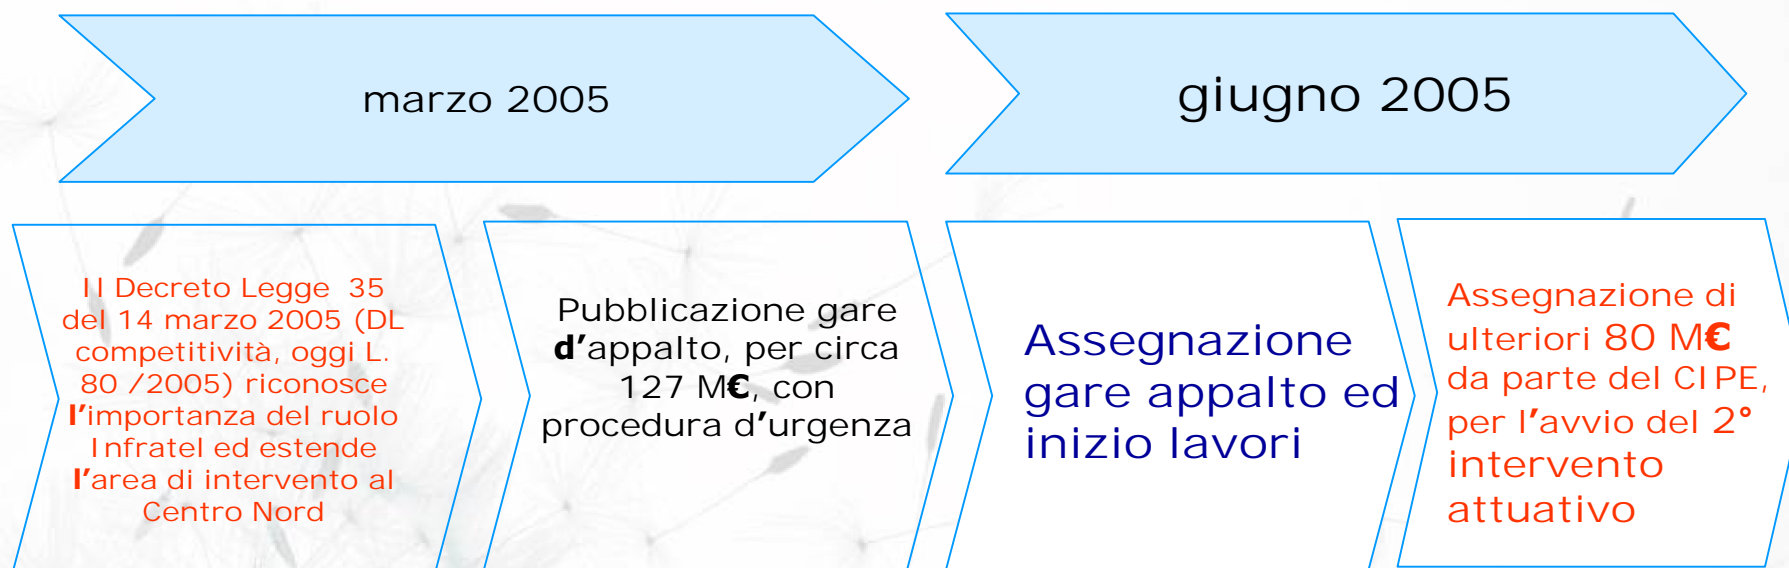 marzo 2005
giugno 2005
Il Decreto Legge 35
del 14 marzo 2005 (DL
competitività, oggi L.
80 /2005) riconosce
l'importanza del ruolo
Infratel ed estende
l'area di intervento al
Centro Nord
Pubblicazione gare
d'appalto, per circa
127 M€, con
procedura d'urgenza
Assegnazione
gare appalto ed
inizio lavori
Assegnazione di
ulteriori 80 M€
da parte del CIPE,
per l'avvio del 2°
intervento
attuativo